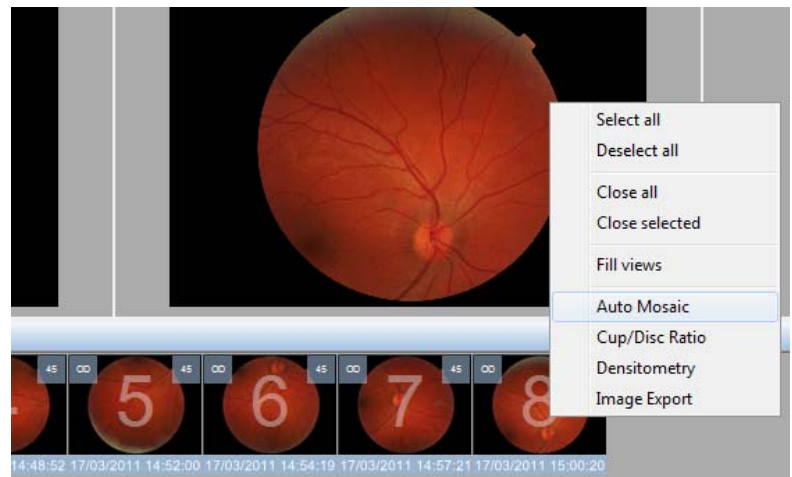 Select all
Deselect all
Close all
Close selected
Fill views
Auto Mosaic
Cup/Disc Ratio
Densitometry
Image Export
45 45 45 45
5 6 7 8
14:48:52 17/03/2011 14:52:00 17/03/2011 14:54:19 17/03/2011 14:57:21 17/03/2011 15:00:20